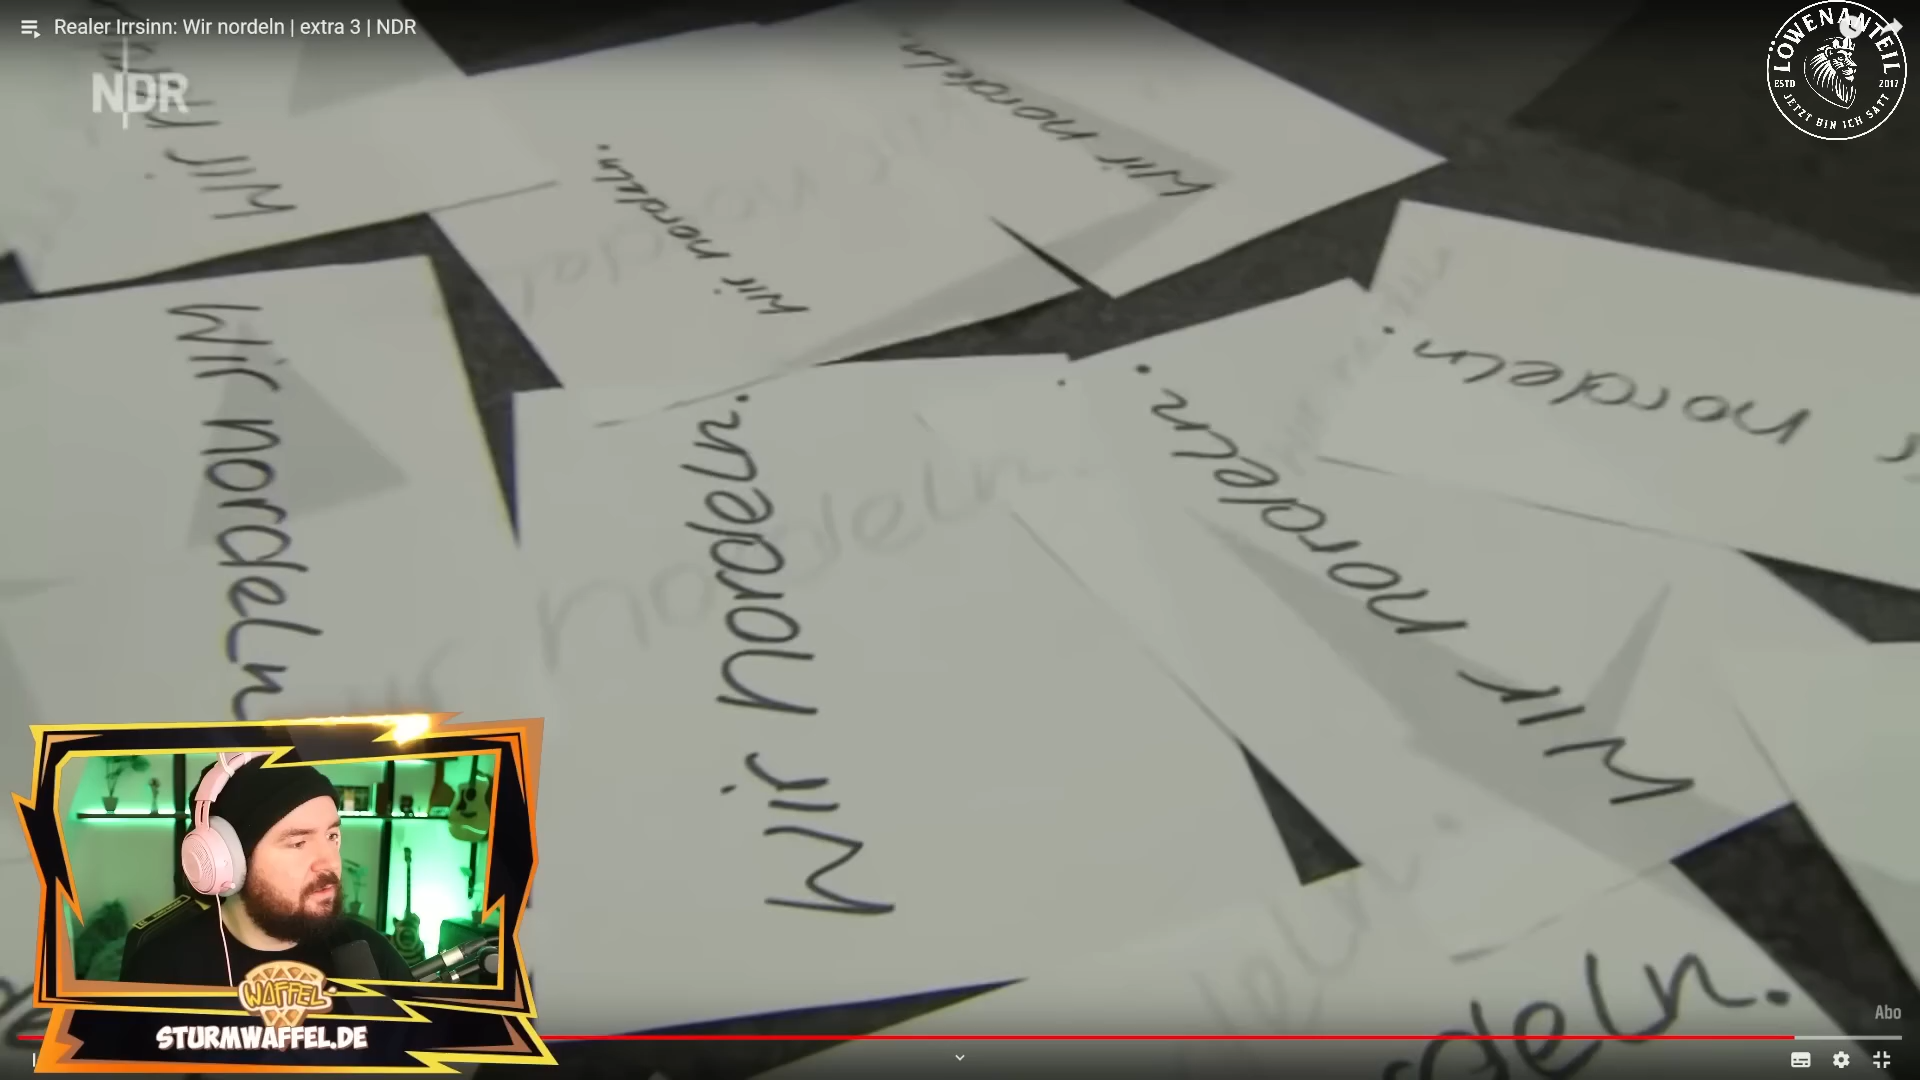 Realer Irrsinn: Wir nordeln | extra 3 | NDR
NDR
LÖWENANTEIL
ESTD 2017
JETZT BIN ICH SATT
Wir
Wir nordeln.
Wir nordeln.
Wir nordeln
Wir nordeln.
Wir nordeln.
nordeln.
nordeln.
deln.
WAFFEL
STURMWAFFEL.DE
Abo